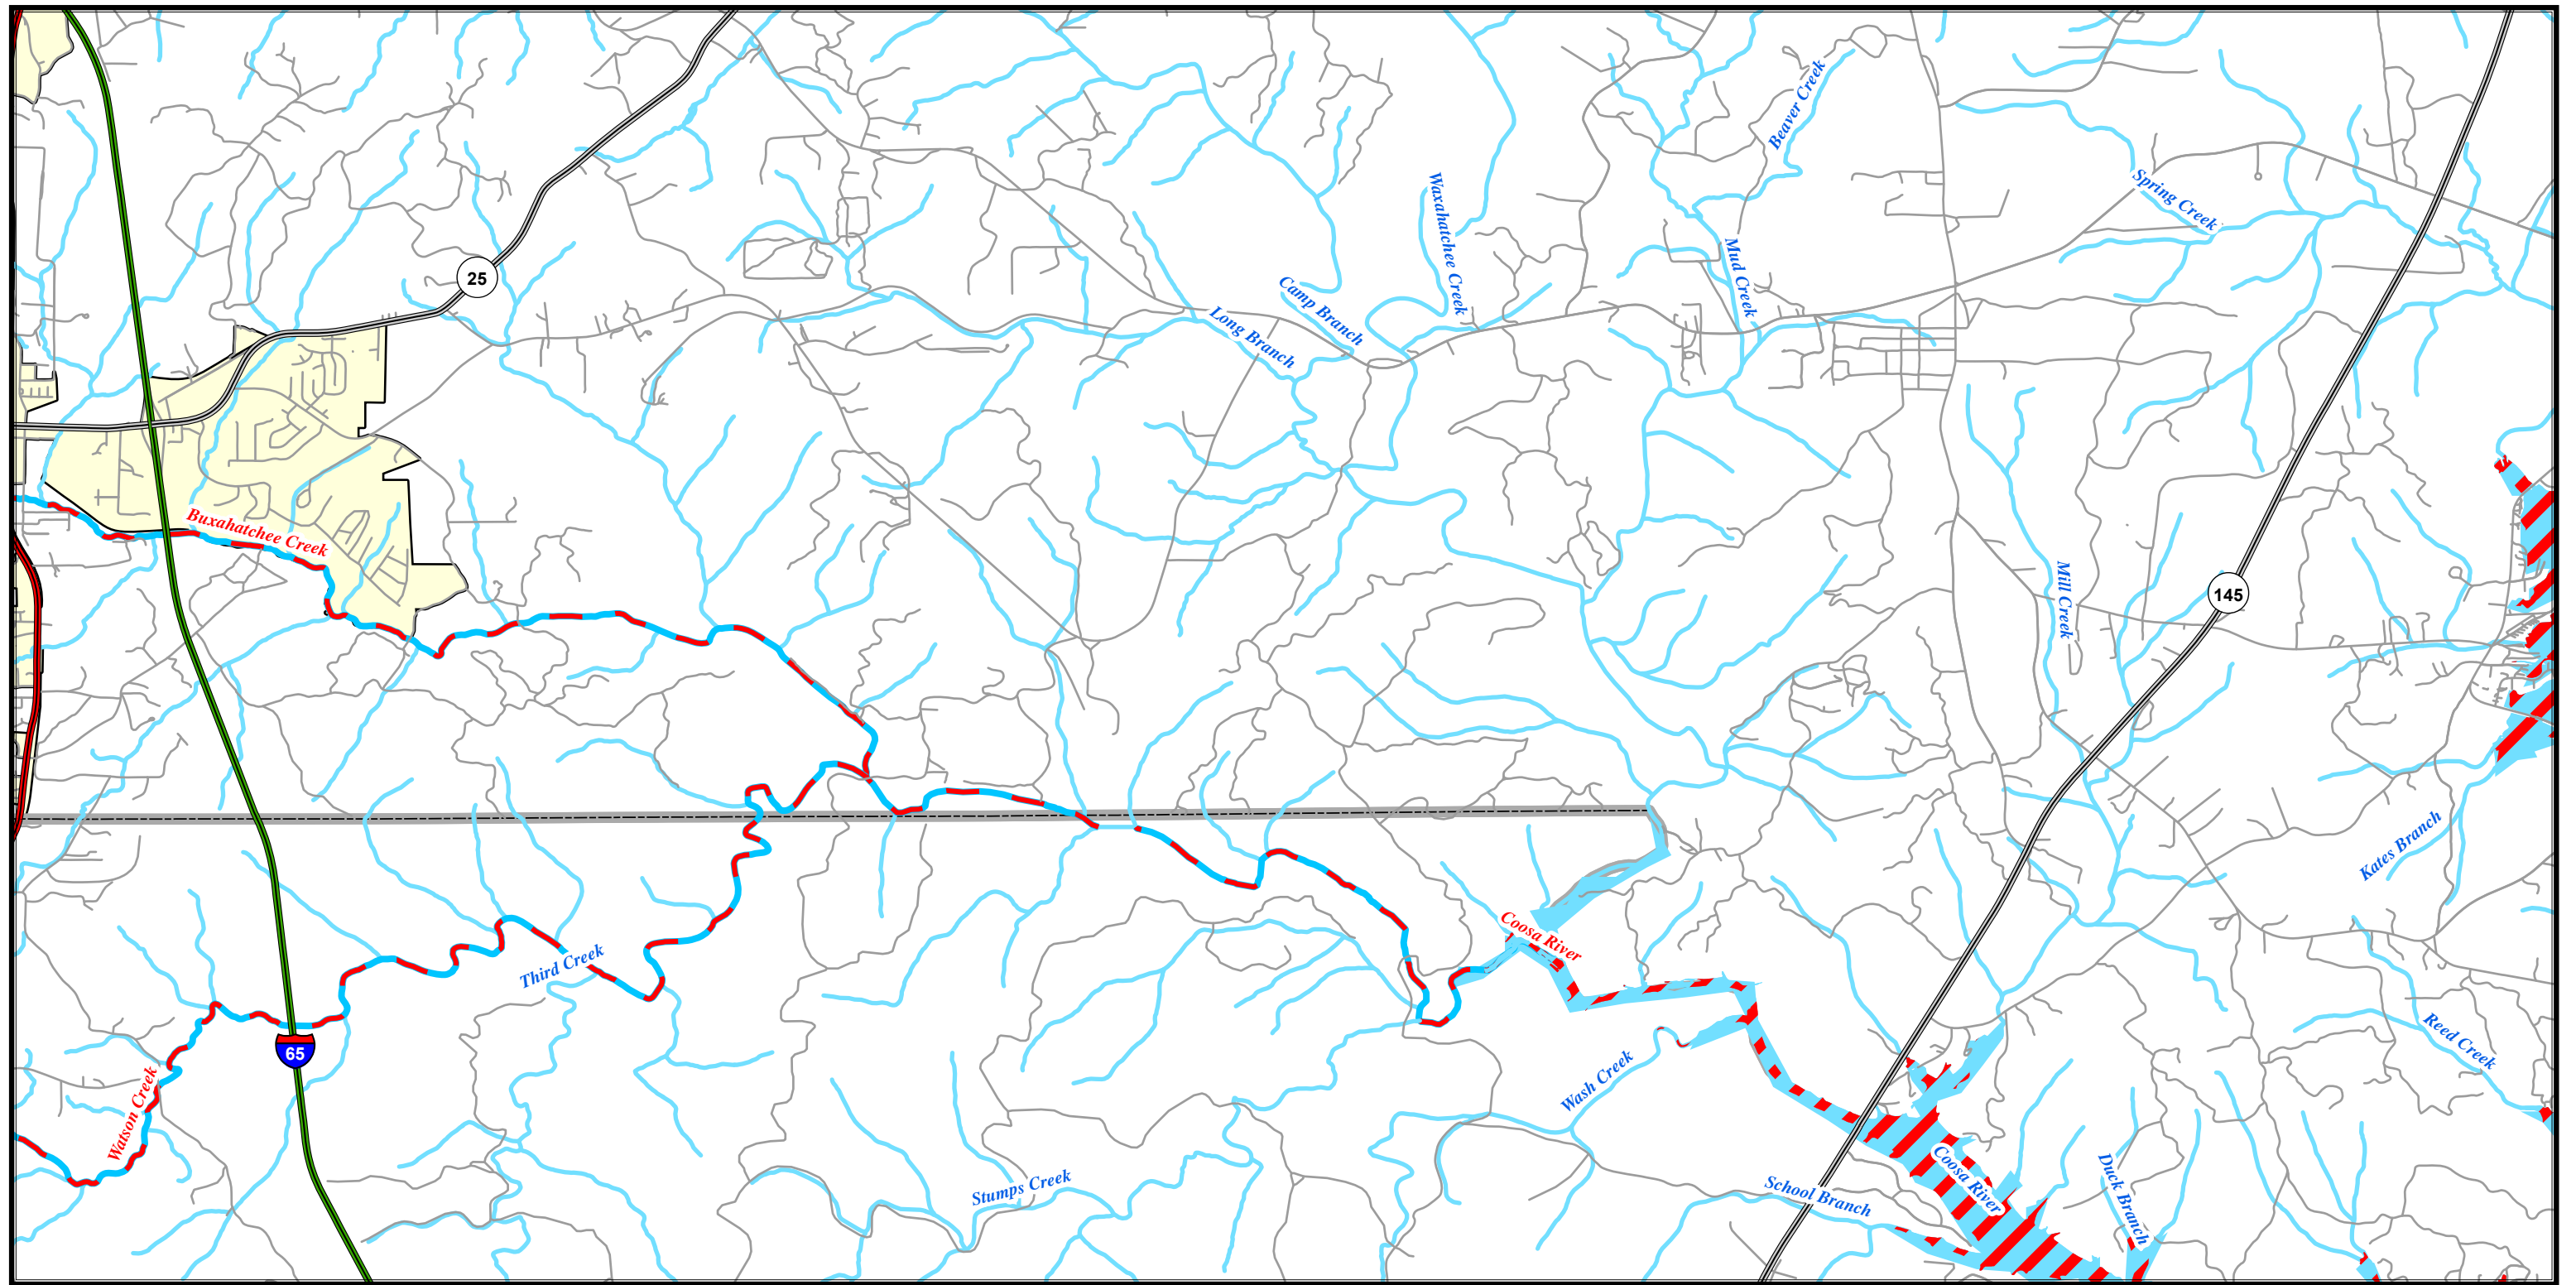 Beaver Creek
Spring Creek
Waxahatchee Creek
Mud Creek
25
Camp Branch
Long Branch
Buxahatchee Creek
Mill Creek
145
Kates Branch
Coosa River
Third Creek
Reed Creek
65
Wash Creek
Watson Creek
Stumps Creek
School Branch
Coosa River
Duck Branch